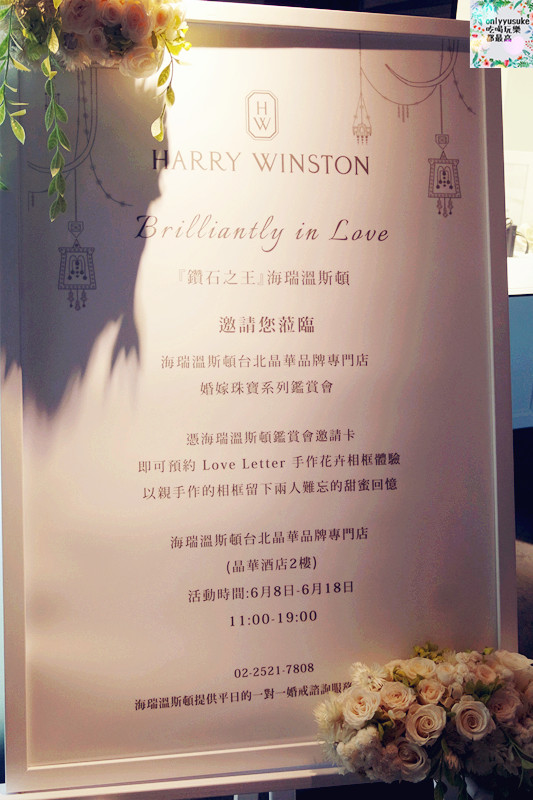 onlyyusuke
吃喝玩樂
部最高
H
W
HARRY WINSTON
Brilliantly in Love
『鑽石之王』海瑞溫斯頓
邀請您蒞臨
海瑞溫斯頓台北晶華品牌專門店
婚嫁珠寶系列鑑賞會
憑海瑞溫斯頓鑑賞會邀請卡
即可預約 Love Letter 手作花卉相框體驗
以親手作的相框留下兩人難忘的甜蜜回憶
海瑞溫斯頓台北晶華品牌專門店
(晶華酒店2樓)
活動時間:6月8日-6月18日
11:00-19:00
02-2521-7808
海瑞溫斯頓提供平日的一對一婚戒諮詢服務